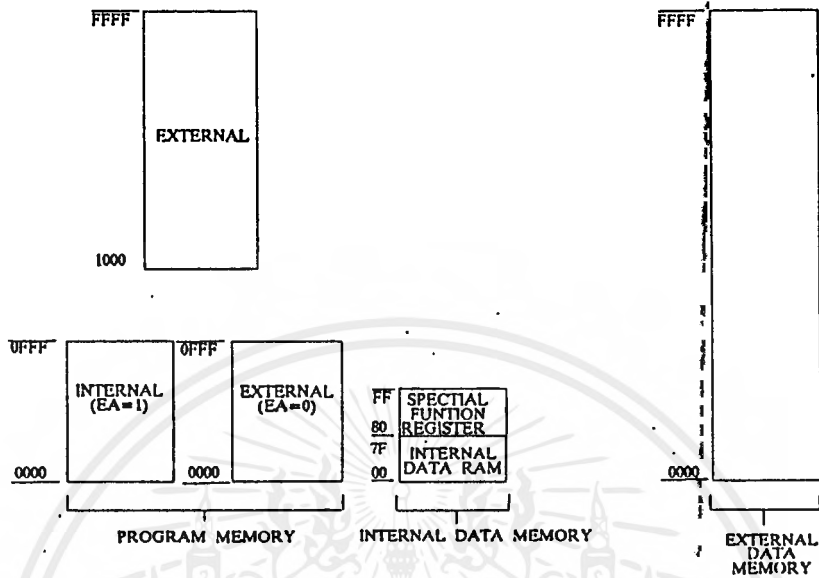 FFFF
EXTERNAL
1000
0FFF
INTERNAL
(EA=1)
0000
0FFF
EXTERNAL
(EA=0)
0000
PROGRAM MEMORY
FF
SPECTIAL
FUNTION
80 REGISTER
7F
INTERNAL
00 DATA RAM
INTERNAL DATA MEMORY
FFFF
0000
EXTERNAL
DATA
MEMORY